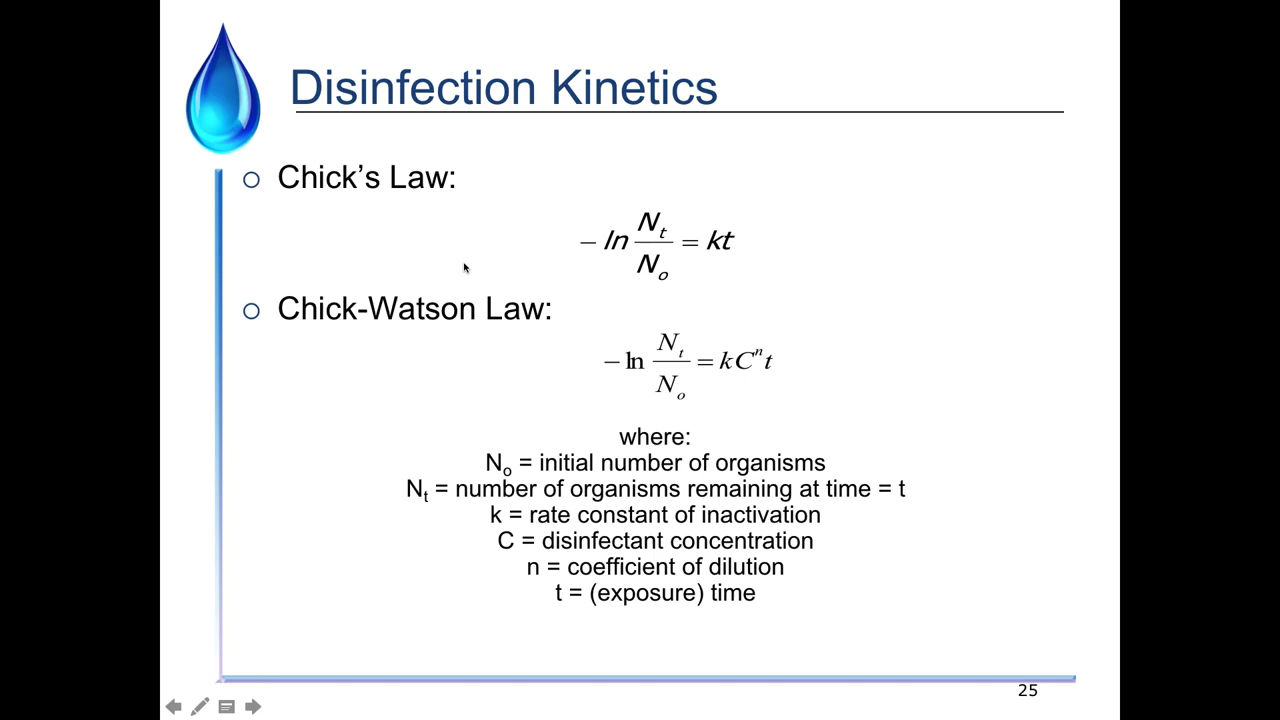 Disinfection Kinetics
○ Chick’s Law:
− ln Nₜ/Nₒ = kt
○ Chick-Watson Law:
− ln Nₜ/Nₒ = kCⁿt
where:
Nₒ = initial number of organisms
Nₜ = number of organisms remaining at time = t
k = rate constant of inactivation
C = disinfectant concentration
n = coefficient of dilution
t = (exposure) time
25